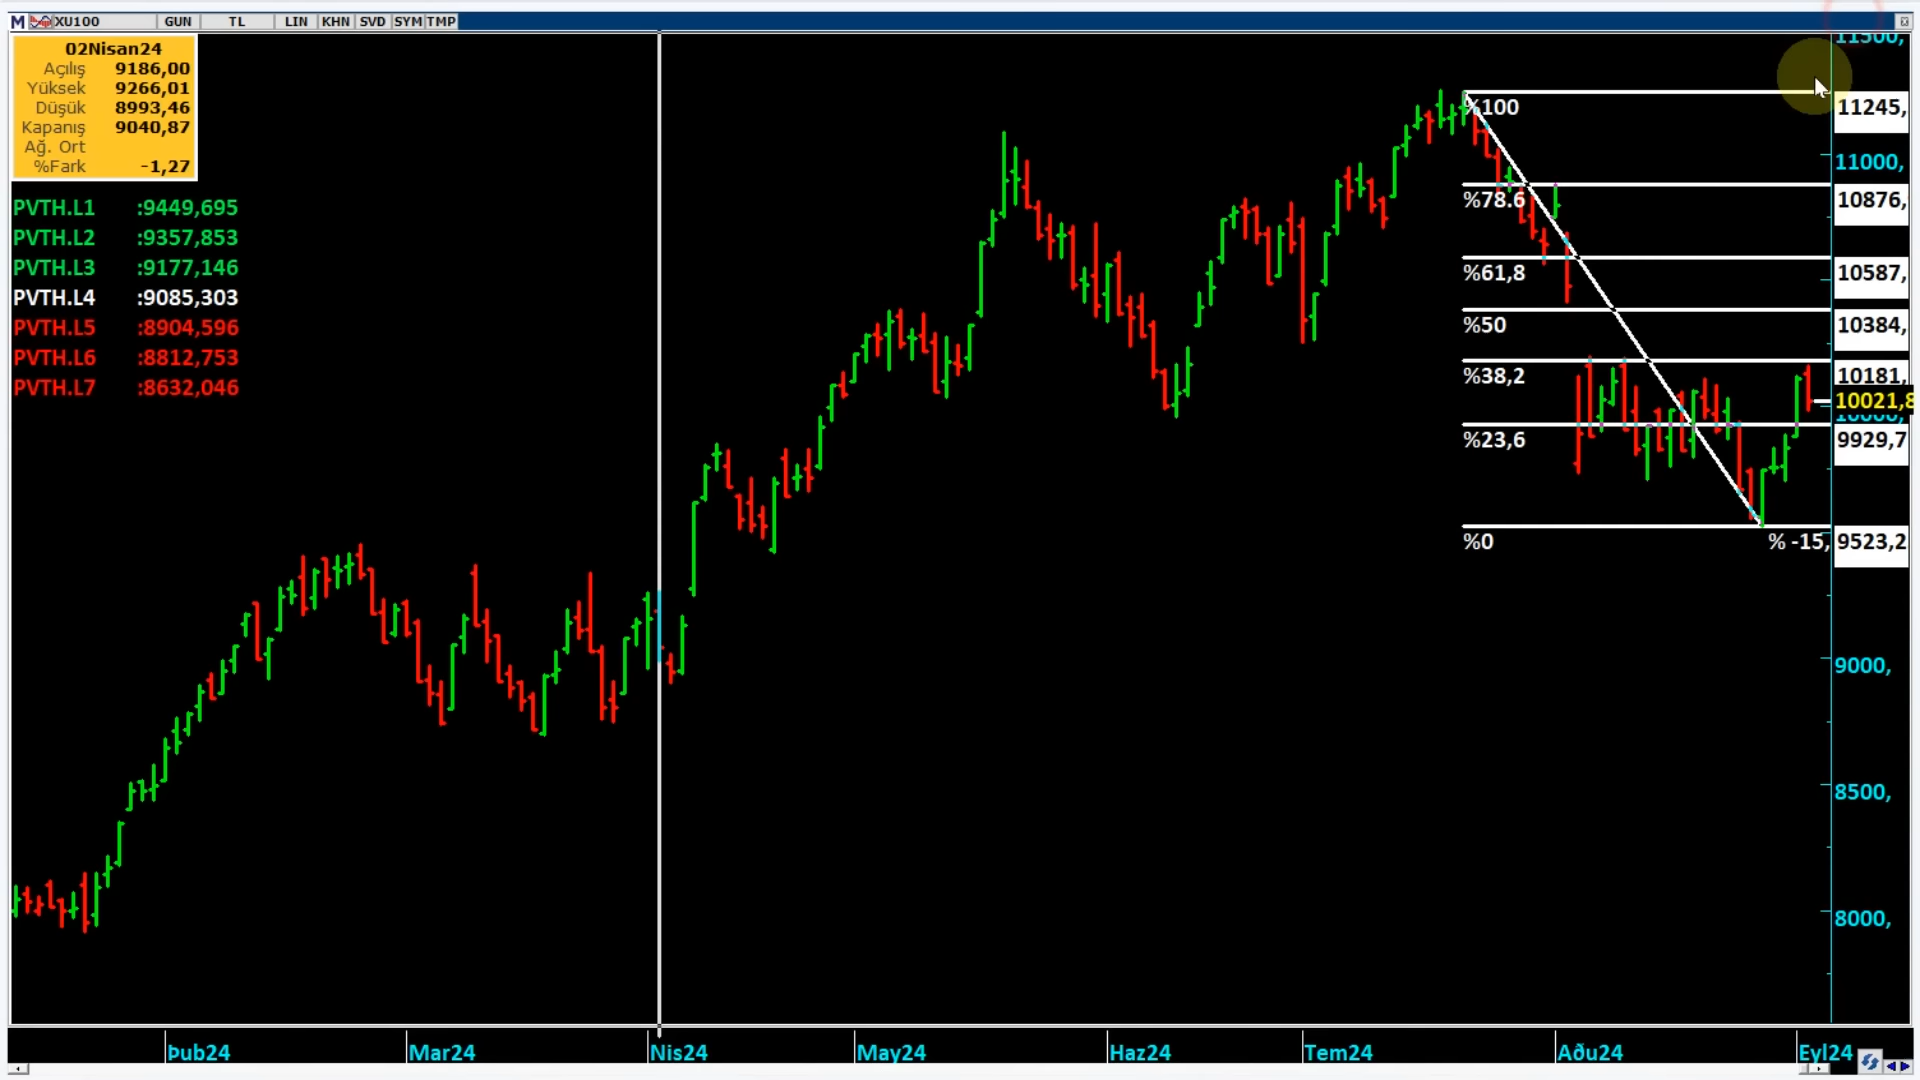 M XU100 GUN TL LIN KHN SVD SYM TMP
02Nisan24
Açılış 9186,00
Yüksek 9266,01
Düşük 8993,46
Kapanış 9040,87
Ağ. Ort
%Fark -1,27
PVTH.L1 :9449,695
PVTH.L2 :9357,853
PVTH.L3 :9177,146
PVTH.L4 :9085,303
PVTH.L5 :8904,596
PVTH.L6 :8812,753
PVTH.L7 :8632,046
11500,
%100 11245,
11000,
%78.6 10876,
%61,8 10587,
%50 10384,
%38,2 10181,
10021,8
%23,6 9929,7
%0 % -15, 9523,2
9000,
8500,
8000,
Þub24 Mar24 Nis24 May24 Haz24 Tem24 Aðu24 Eyl24